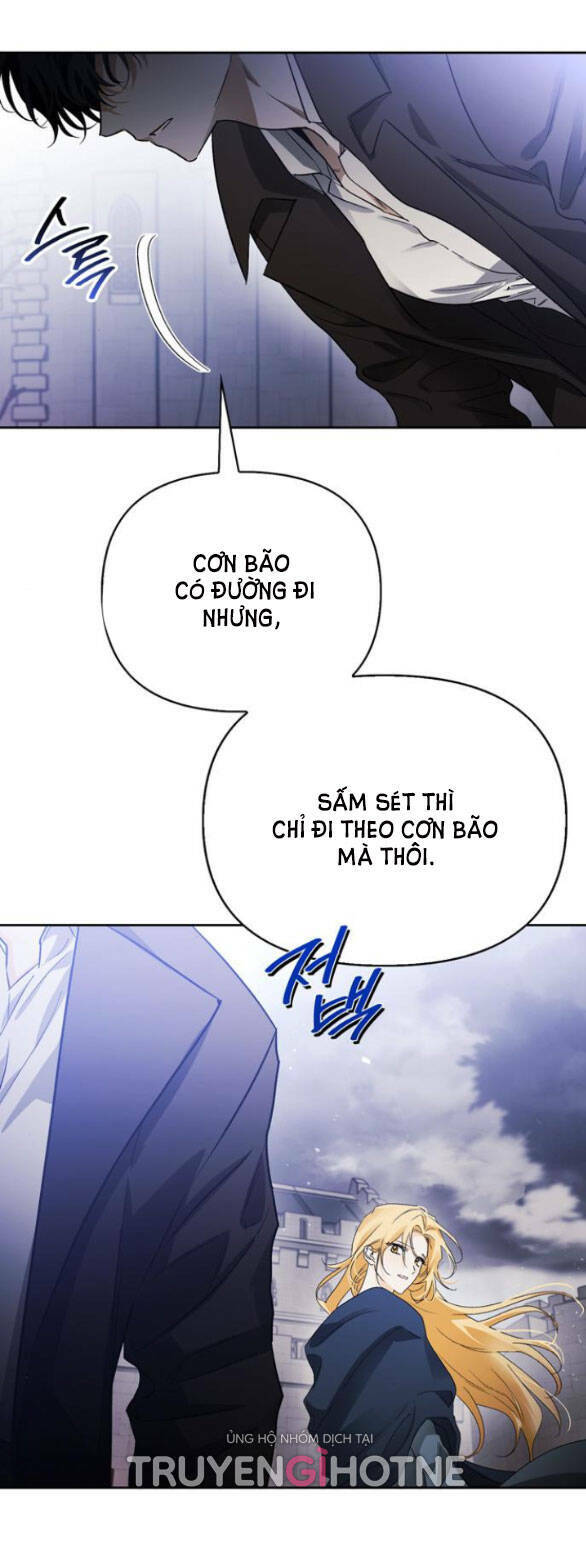 스윽
CƠN BÃO
CÓ ĐƯỜNG ĐI
NHƯNG,
SẤM SÉT THÌ
CHỈ ĐI THEO CƠN BÃO
MÀ THÔI.
저벅
ỦNG HỘ NHÓM DỊCH TẠI
TRUYENGIHOTNE